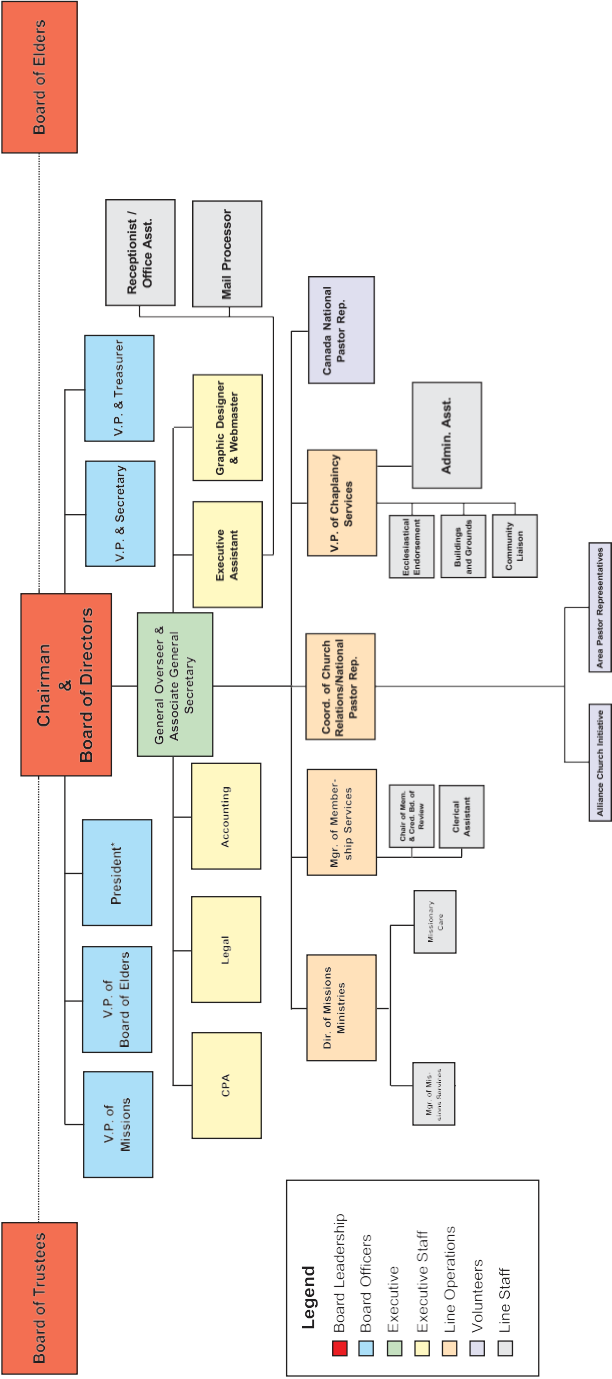 Board of Trustees
Chairman
&
Board of Directors
Board of Elders
V.P. of
Missions
V.P. of
Board of Elders
President*
V.P. & Secretary
V.P. & Treasurer
General Overseer &
Associate General
Secretary
Receptionist /
Office Asst.
Mail Processor
CPA
Legal
Accounting
Executive
Assistant
Graphic Designer
& Webmaster
Dir. of Missions
Ministries
Mgr. of Member-
ship Services
Coord. of Church
Relations/National
Pastor Rep.
V.P. of Chaplaincy
Services
Canada National
Pastor Rep.
Mgr. of Mis-
sions Services
Missionary
Care
Chair of Mem.
& Cred. Bd. of
Review
Clerical
Assistant
Ecclesiastical
Endorsement
Buildings
and Grounds
Community
Liaison
Admin. Asst.
Alliance Church Initiative
Area Pastor Representatives
Legend
Board Leadership
Board Officers
Executive
Executive Staff
Line Operations
Volunteers
Line Staff